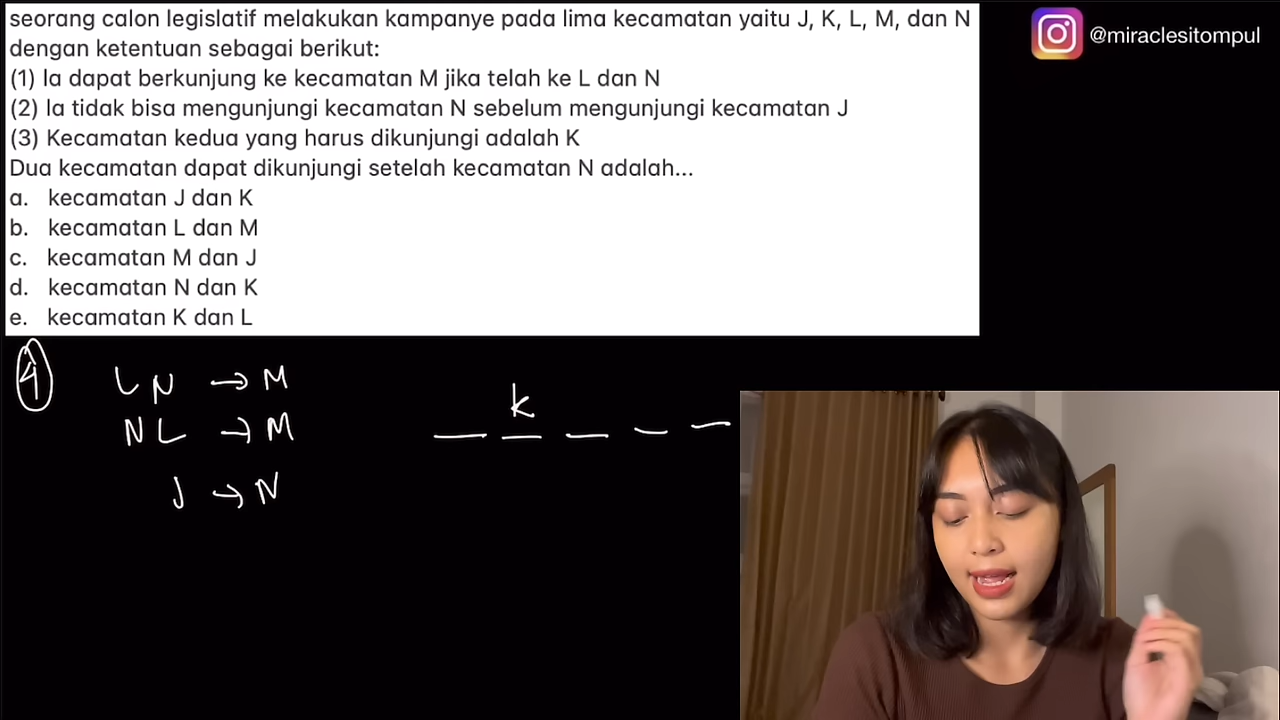 seorang calon legislatif melakukan kampanye pada lima kecamatan yaitu J, K, L, M, dan N
dengan ketentuan sebagai berikut:
(1) Ia dapat berkunjung ke kecamatan M jika telah ke L dan N
(2) Ia tidak bisa mengunjungi kecamatan N sebelum mengunjungi kecamatan J
(3) Kecamatan kedua yang harus dikunjungi adalah K
Dua kecamatan dapat dikunjungi setelah kecamatan N adalah...
a. kecamatan J dan K
b. kecamatan L dan M
c. kecamatan M dan J
d. kecamatan N dan K
e. kecamatan K dan L
@miraclesitompul
4
L N → M
N L → M
J → N
k